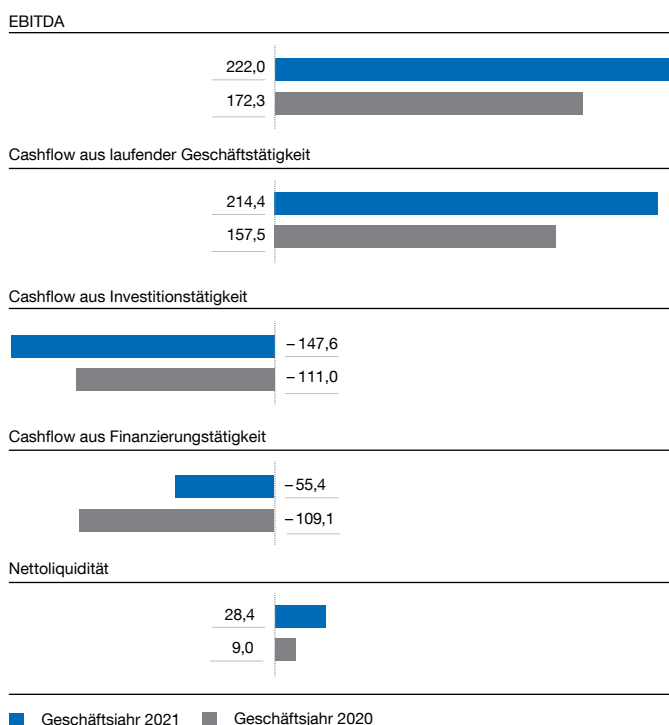 EBITDA
222,0
172,3
Cashflow aus laufender Geschäftstätigkeit
214,4
157,5
Cashflow aus Investitionstätigkeit
– 147,6
– 111,0
Cashflow aus Finanzierungstätigkeit
– 55,4
– 109,1
Nettoliquidität
28,4
9,0
Geschäftsjahr 2021 Geschäftsjahr 2020